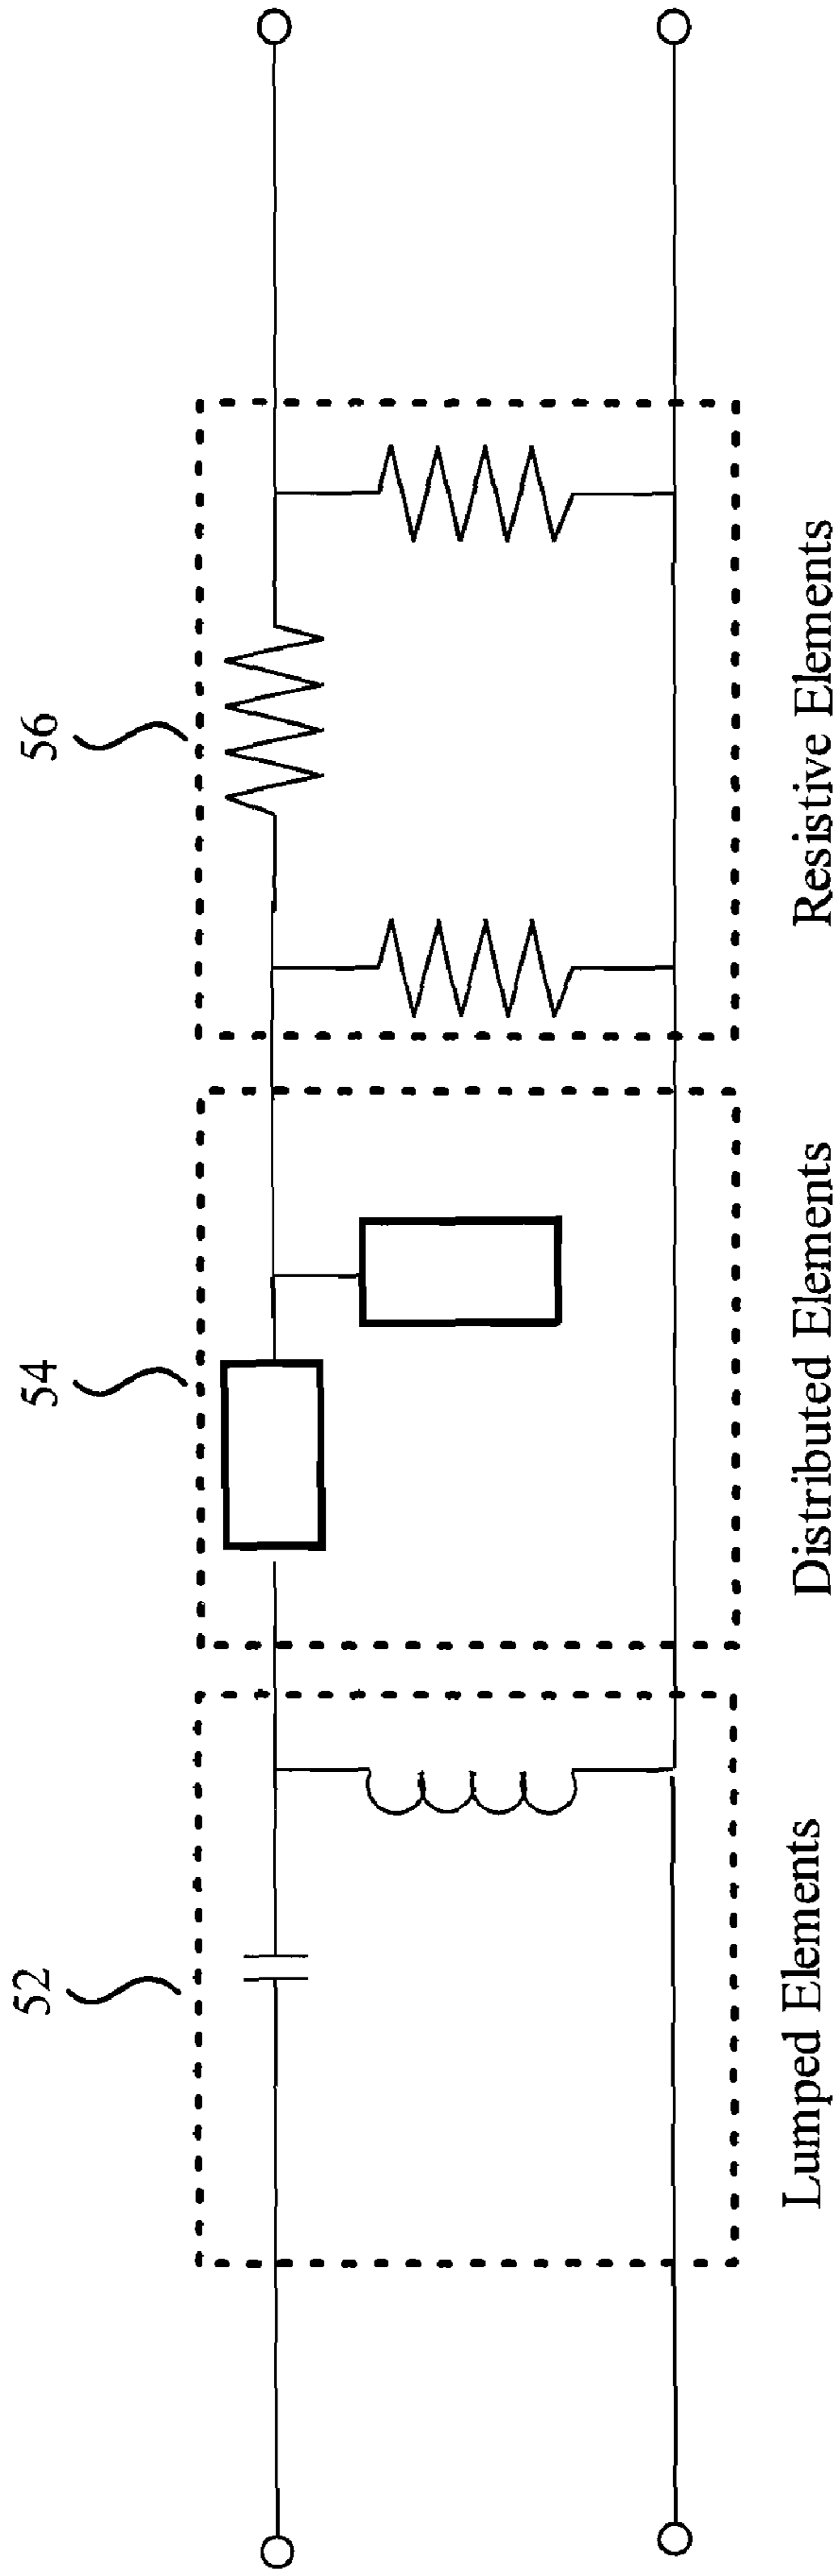 52
54
56
Lumped Elements
Distributed Elements
Resistive Elements